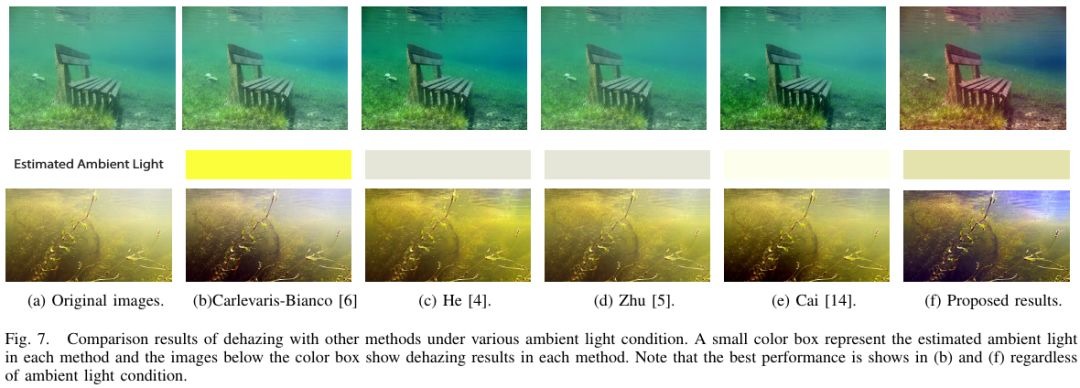 Estimated Ambient Light
(a) Original images.
(b)Carlevaris-Bianco [6]
(c) He [4].
(d) Zhu [5].
(e) Cai [14].
(f) Proposed results.
Fig. 7. Comparison results of dehazing with other methods under various ambient light condition. A small color box represent the estimated ambient light
in each method and the images below the color box show dehazing results in each method. Note that the best performance is shows in (b) and (f) regardless
of ambient light condition.